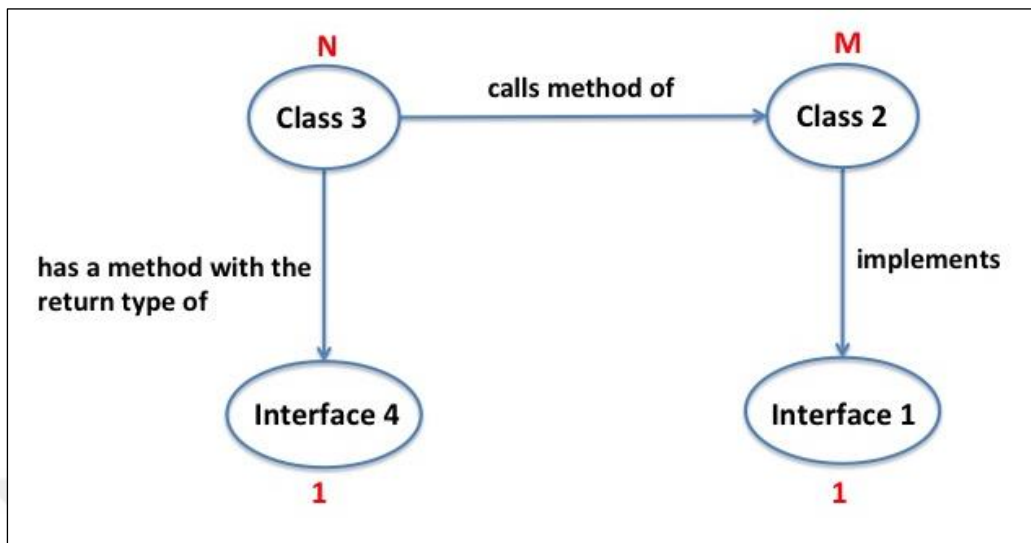 N
M
Class 3
calls method of
Class 2
has a method with the
return type of
implements
Interface 4
Interface 1
1
1